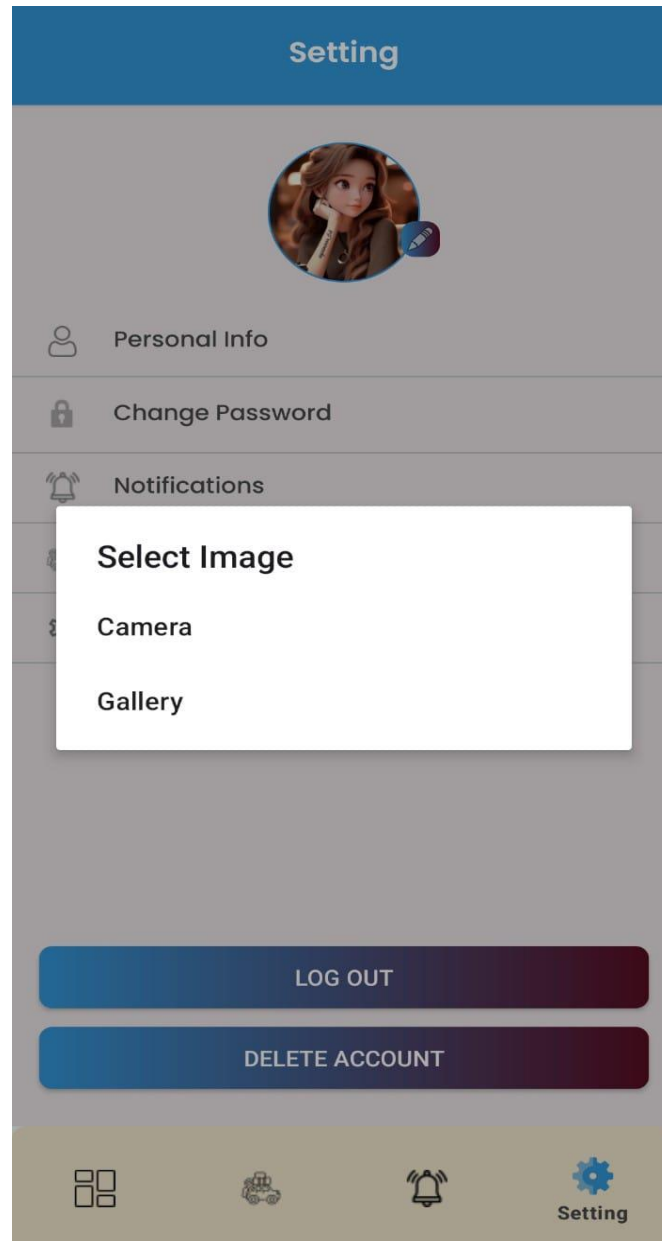 Setting
Personal Info
Change Password
Notifications
Select Image
Camera
Gallery
LOG OUT
DELETE ACCOUNT
Setting